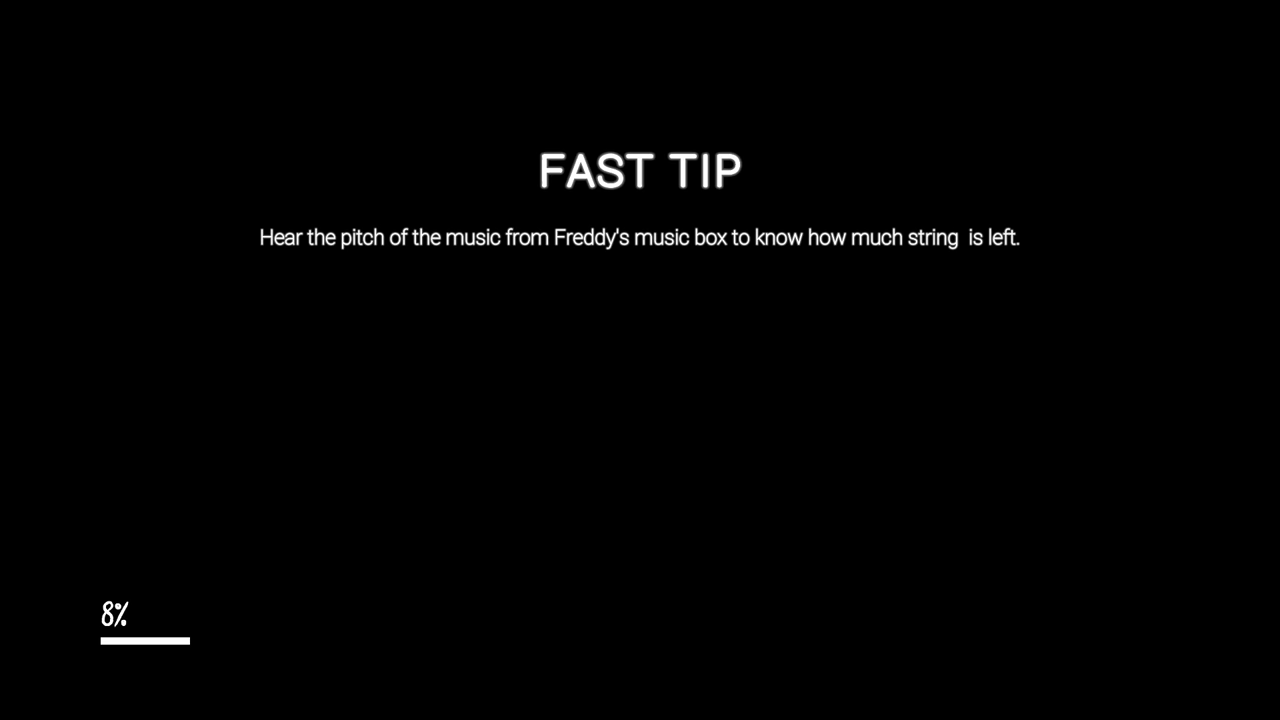 FAST TIP
Hear the pitch of the music from Freddy's music box to know how much string  is left.
8%